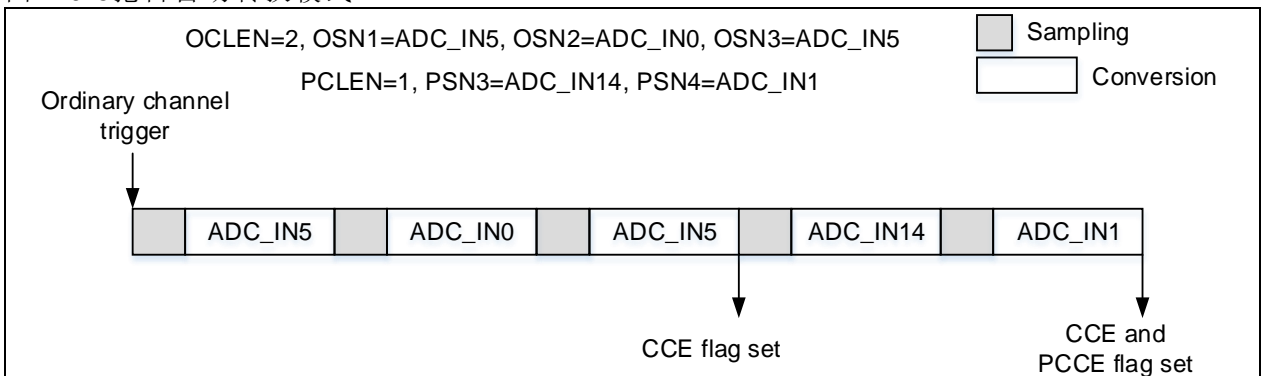 OCLEN=2, OSN1=ADC_IN5, OSN2=ADC_IN0, OSN3=ADC_IN5
PCLEN=1, PSN3=ADC_IN14, PSN4=ADC_IN1
Sampling
Conversion
Ordinary channel
trigger
ADC_IN5
ADC_IN0
ADC_IN5
ADC_IN14
ADC_IN1
CCE flag set
CCE and
PCCE flag set